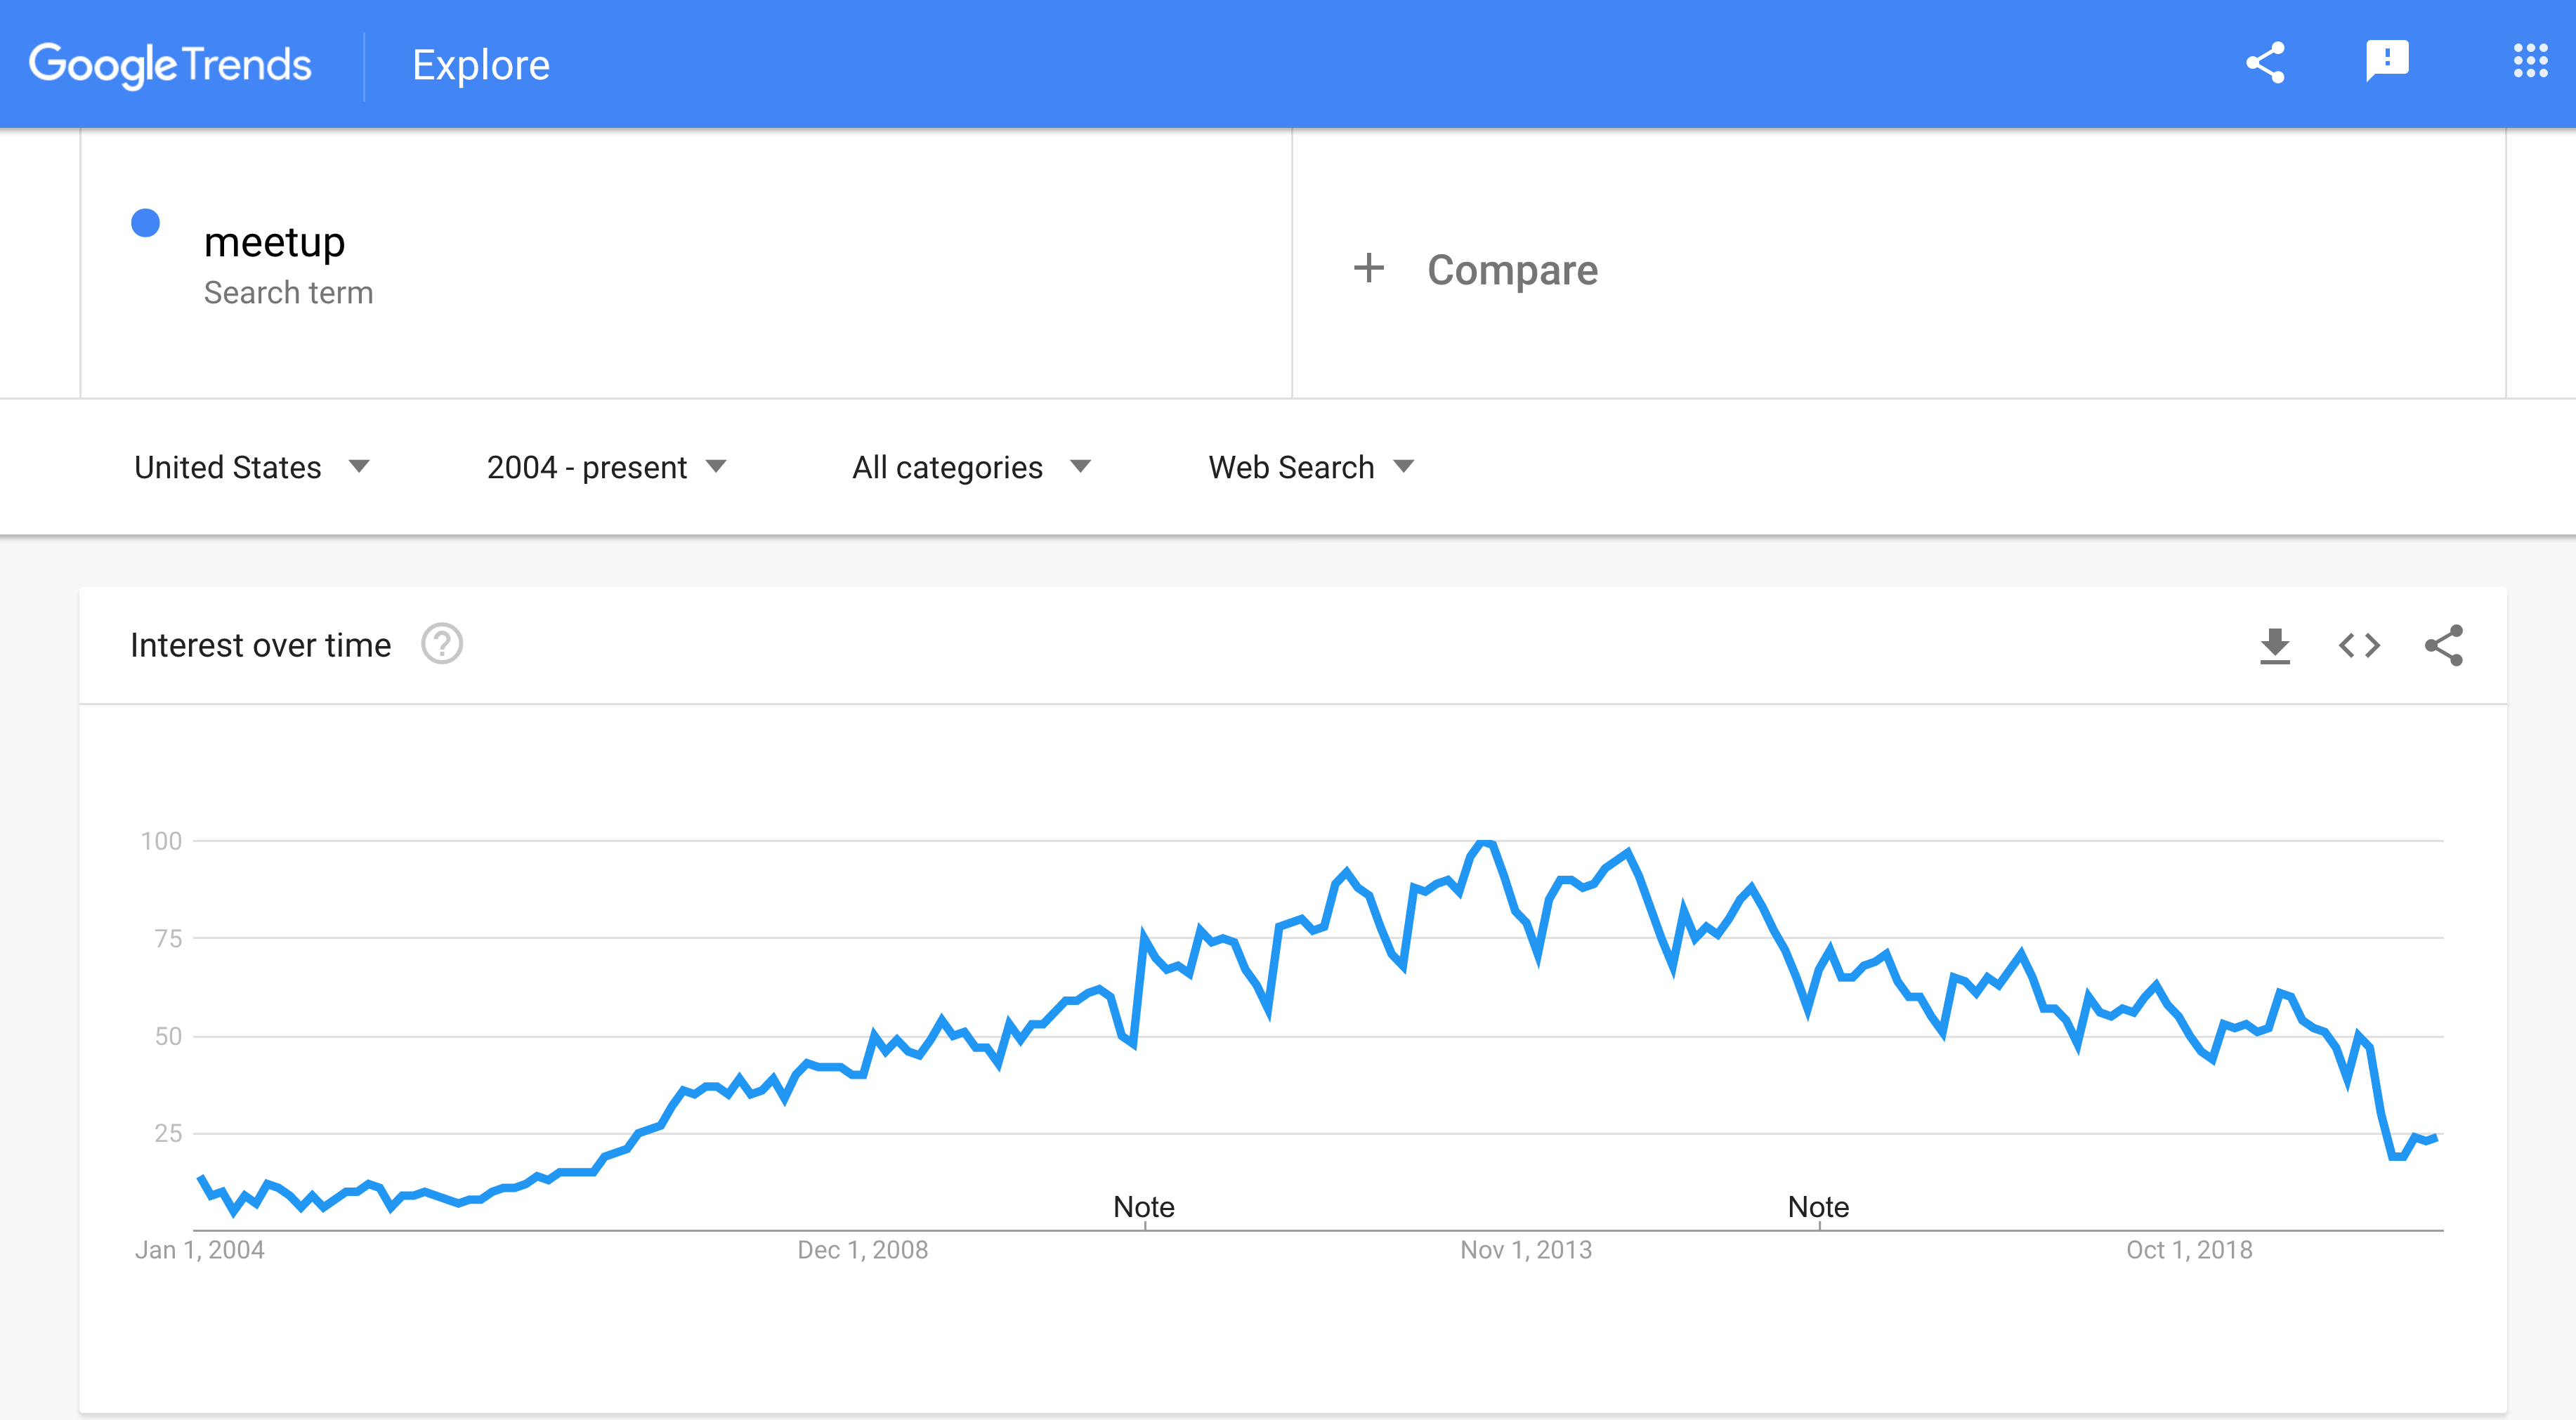 Google Trends Explore
meetup
Search term
+ Compare
United States 2004 - present All categories Web Search
Interest over time ?
100
75
50
25
Note Note
Jan 1, 2004 Dec 1, 2008 Nov 1, 2013 Oct 1, 2018